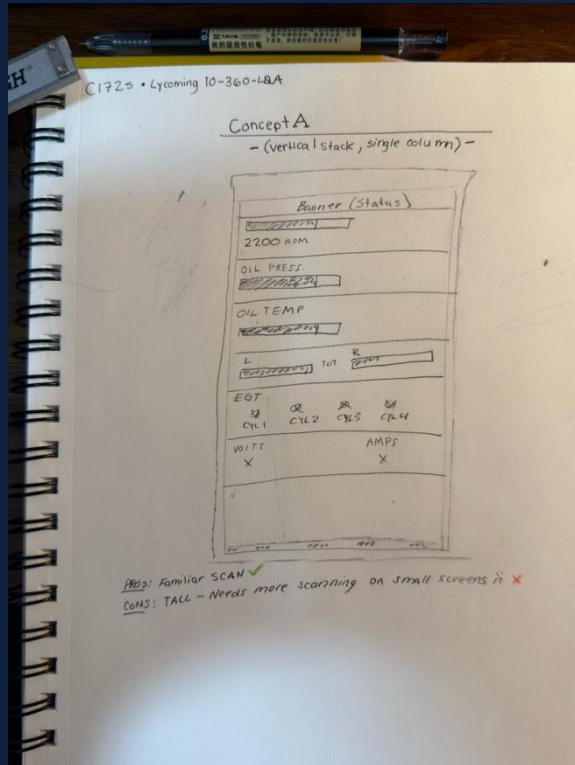 C172s • Lycoming IO-360-L2A
Concept A
- (vertical stack, single column) -
Banner (Status)
2200 RPM
OIL PRESS.
OIL TEMP
L TOT R
EGT
CYL 1 CYL 2 CYL 3 CYL 4
VOLTS AMPS
X X
PROS: Familiar SCAN ✓
CONS: TALL - Needs more scanning on small screens